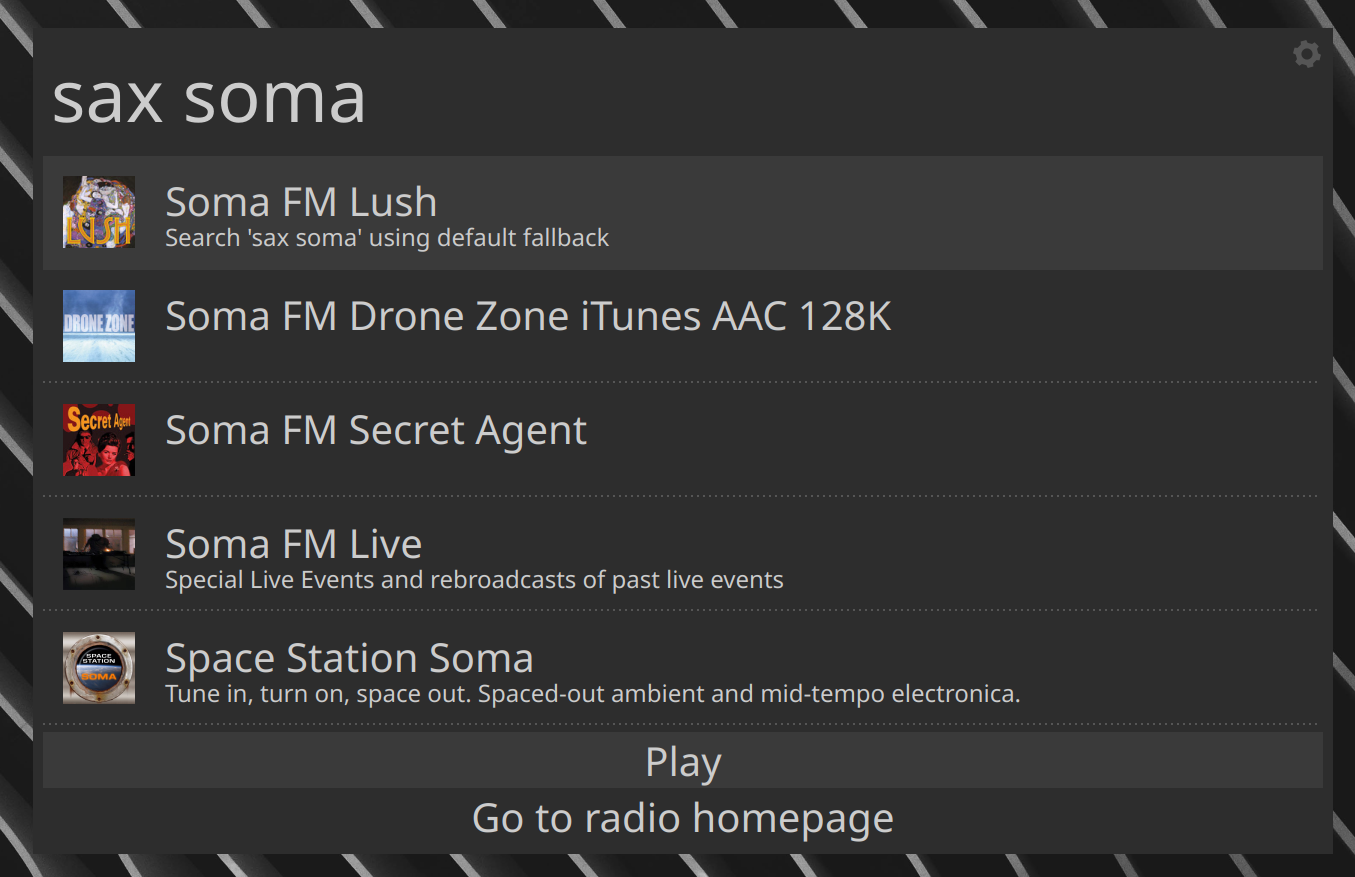 sax soma
LUSH
Soma FM Lush
Search 'sax soma' using default fallback
DRONE ZONE
Soma FM Drone Zone iTunes AAC 128K
Secret Agent
Soma FM Secret Agent
Soma FM Live
Special Live Events and rebroadcasts of past live events
SPACE
STATION
SOMA
Space Station Soma
Tune in, turn on, space out. Spaced-out ambient and mid-tempo electronica.
Play
Go to radio homepage